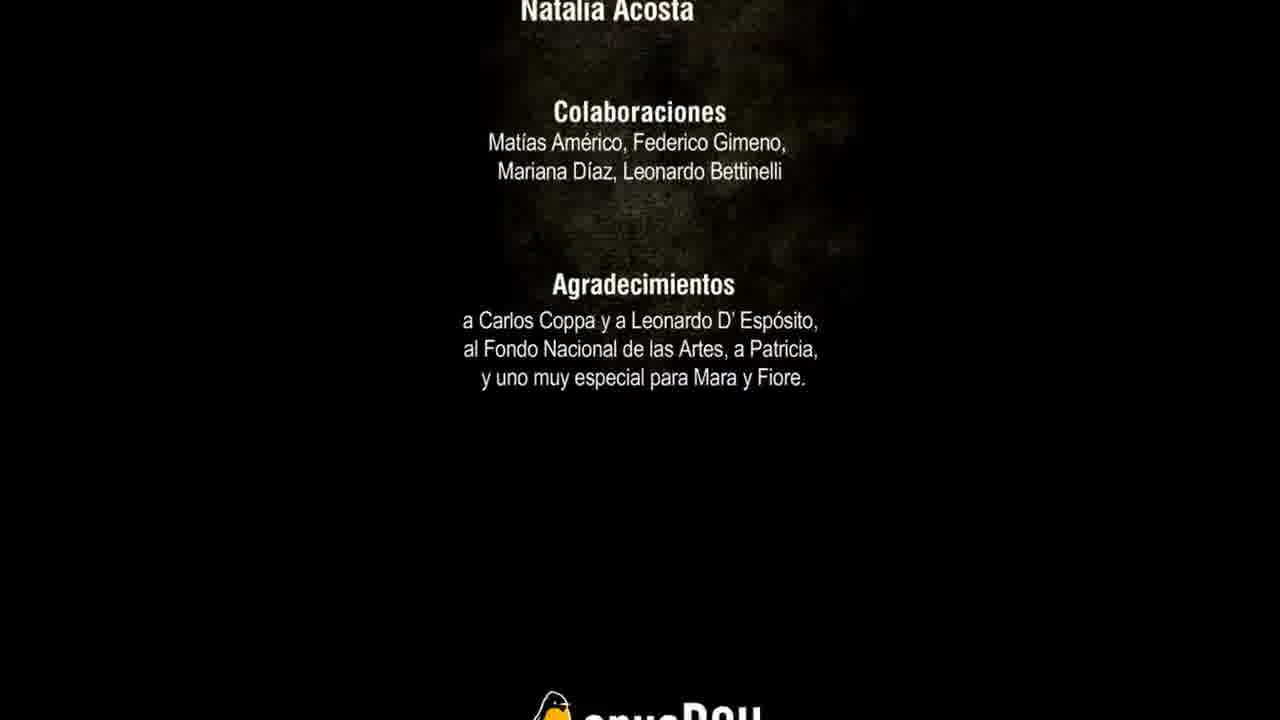 Natalia Acosta
Colaboraciones
Matías Américo, Federico Gimeno,
Mariana Díaz, Leonardo Bettinelli
Agradecimientos
a Carlos Coppa y a Leonardo D' Espósito,
al Fondo Nacional de las Artes, a Patricia,
y uno muy especial para Mara y Fiore.